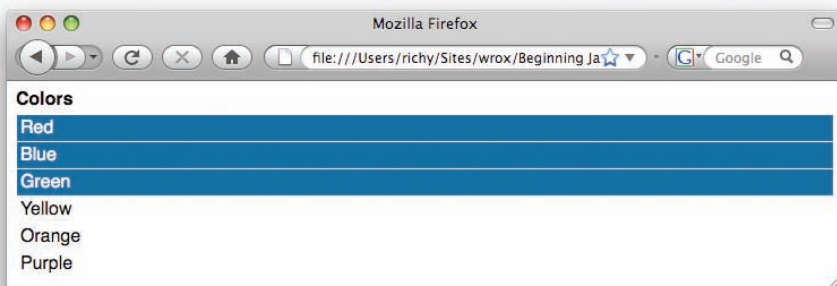 Mozilla Firefox
file:///Users/richy/Sites/wrox/Beginning Ja
G Google
Colors
Red
Blue
Green
Yellow
Orange
Purple